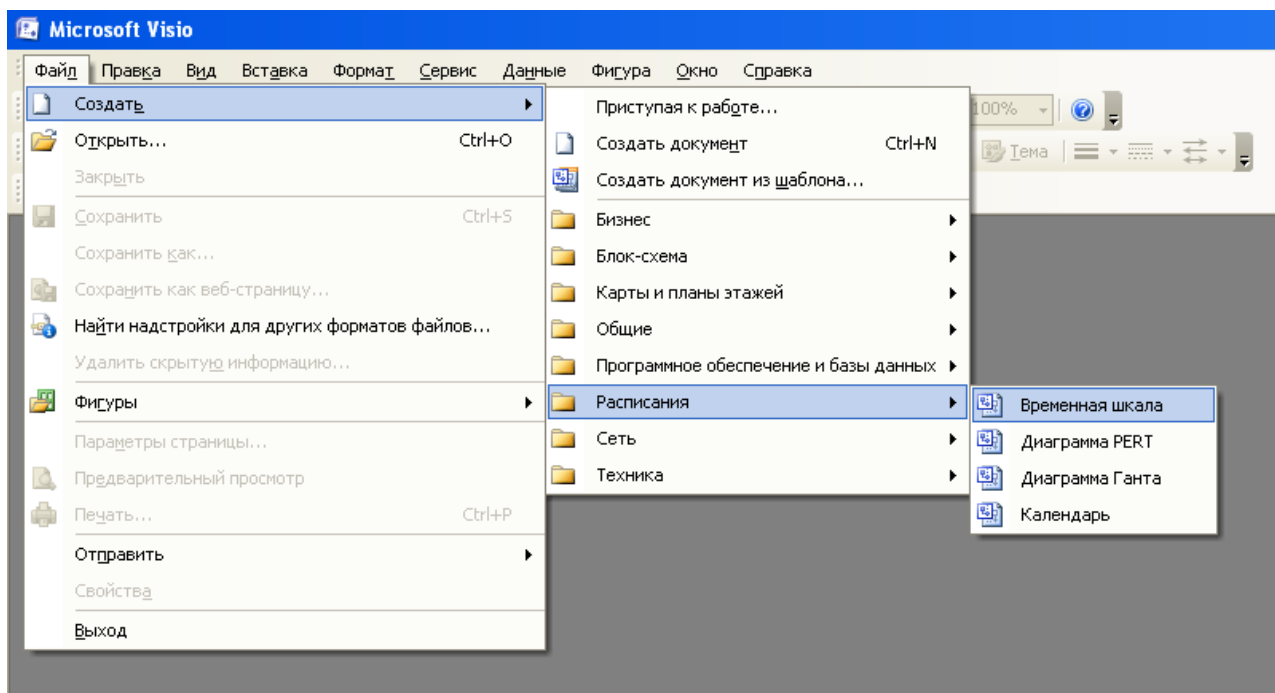 Microsoft Visio
Файл Правка Вид Вставка Формат Сервис Данные Фигура Окно Справка
Создать
Открыть... Ctrl+O
Закрыть
Сохранить Ctrl+S
Сохранить как...
Сохранить как веб-страницу...
Найти надстройки для других форматов файлов...
Удалить скрытую информацию...
Фигуры
Параметры страницы...
Предварительный просмотр
Печать... Ctrl+P
Отправить
Свойства
Выход
Приступая к работе...
Создать документ Ctrl+N
Создать документ из шаблона...
Бизнес
Блок-схема
Карты и планы этажей
Общие
Программное обеспечение и базы данных
Расписания
Сеть
Техника
Временная шкала
Диаграмма PERT
Диаграмма Ганта
Календарь
100%
Тема